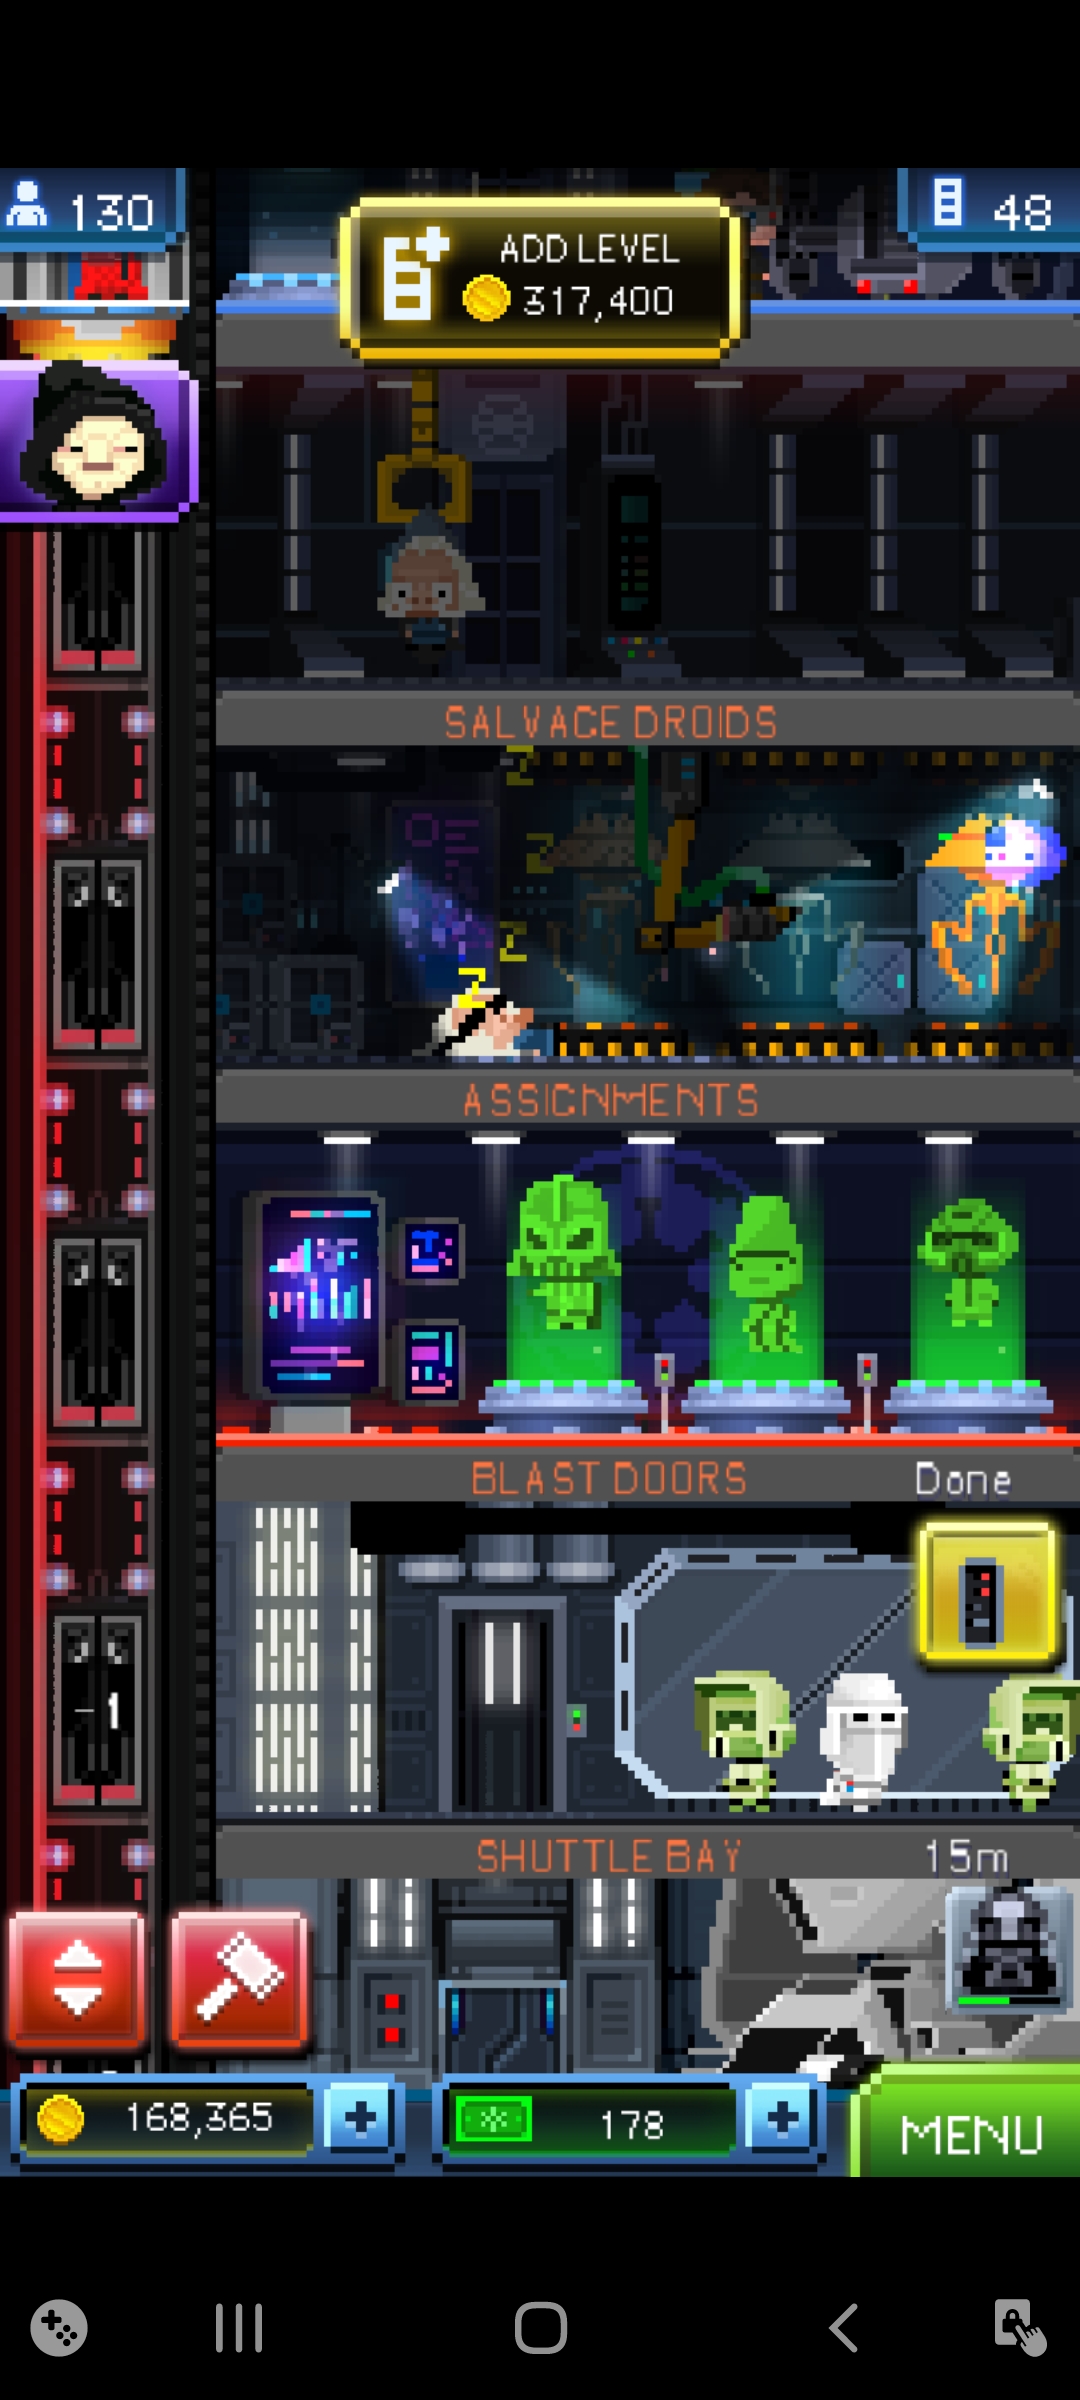 130
ADD LEVEL
317,400
48
SALVAGE DROIDS
Z
Z
Z
Z
ASSIGNMENTS
BLAST DOORS Done
-1
SHUTTLE BAY 15m
168,365
178
MENU